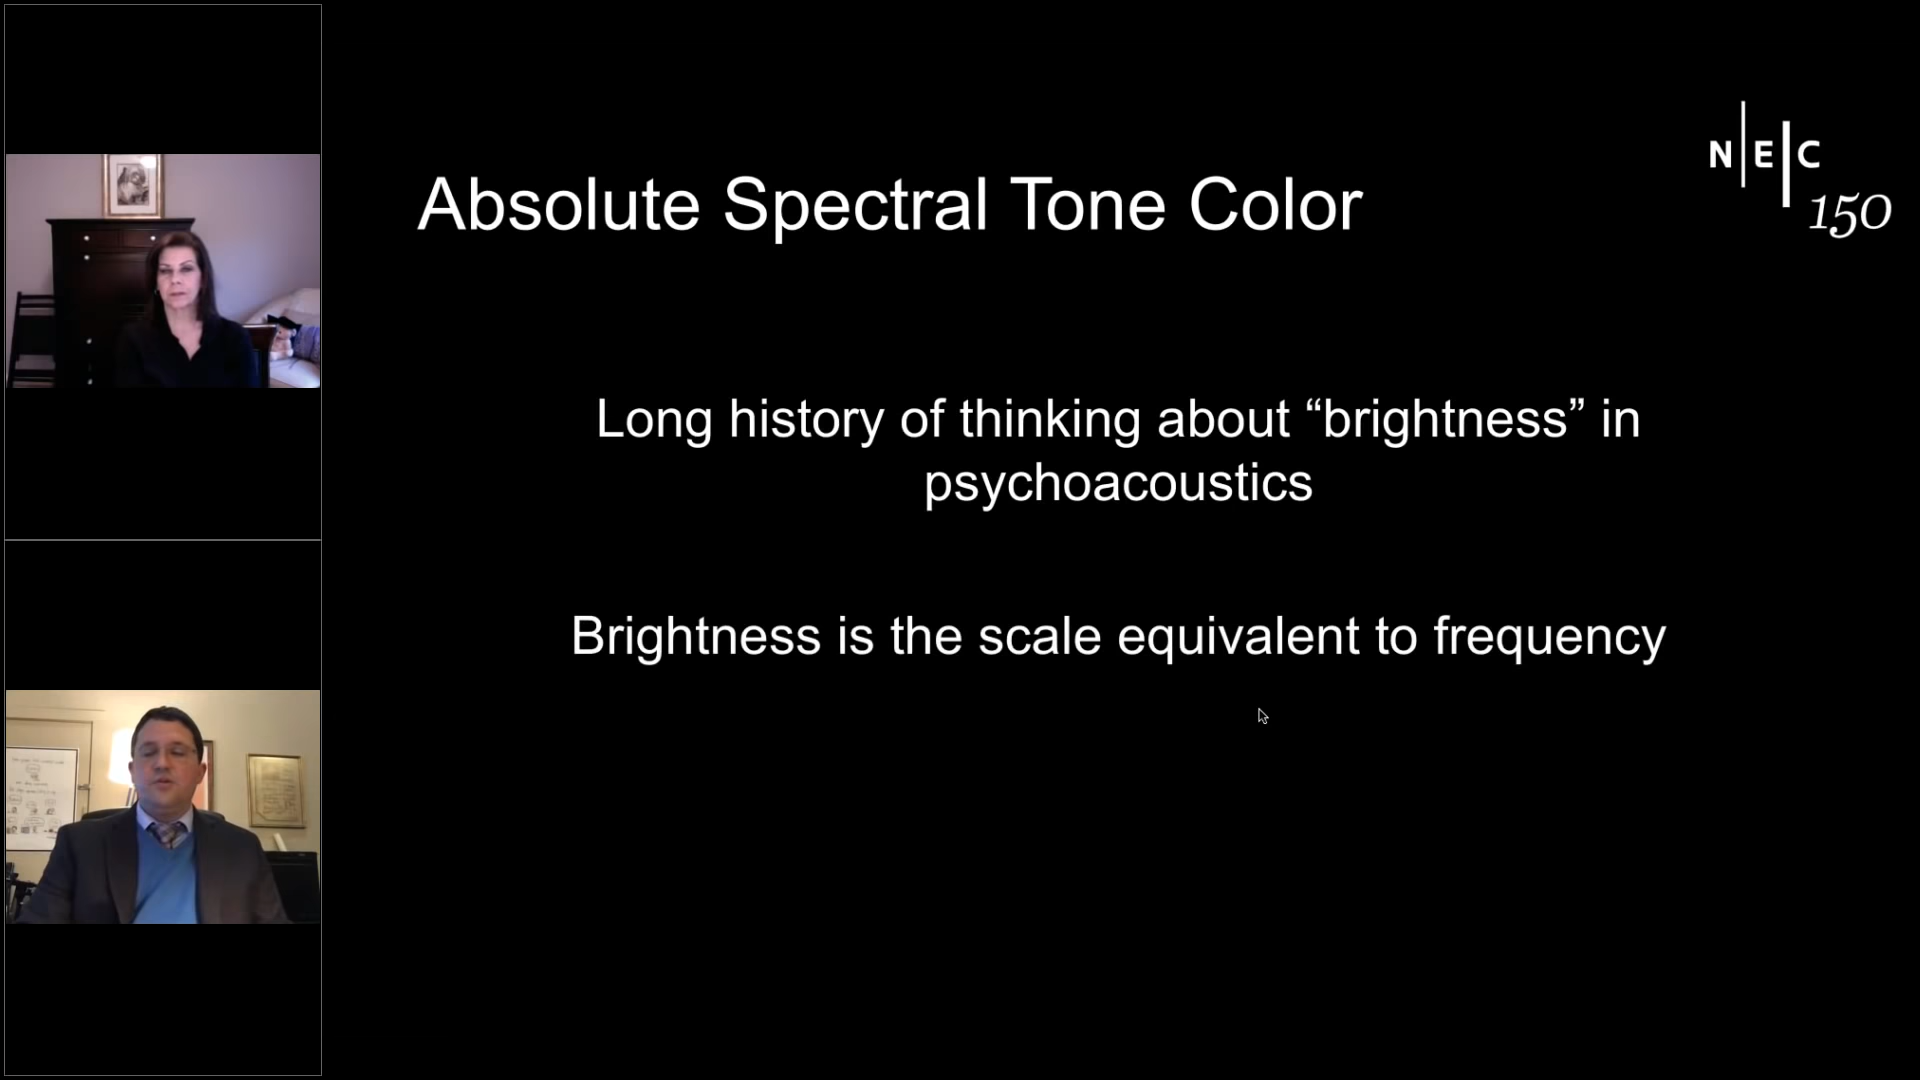 Absolute Spectral Tone Color
N E C
150
Long history of thinking about “brightness” in
psychoacoustics
Brightness is the scale equivalent to frequency